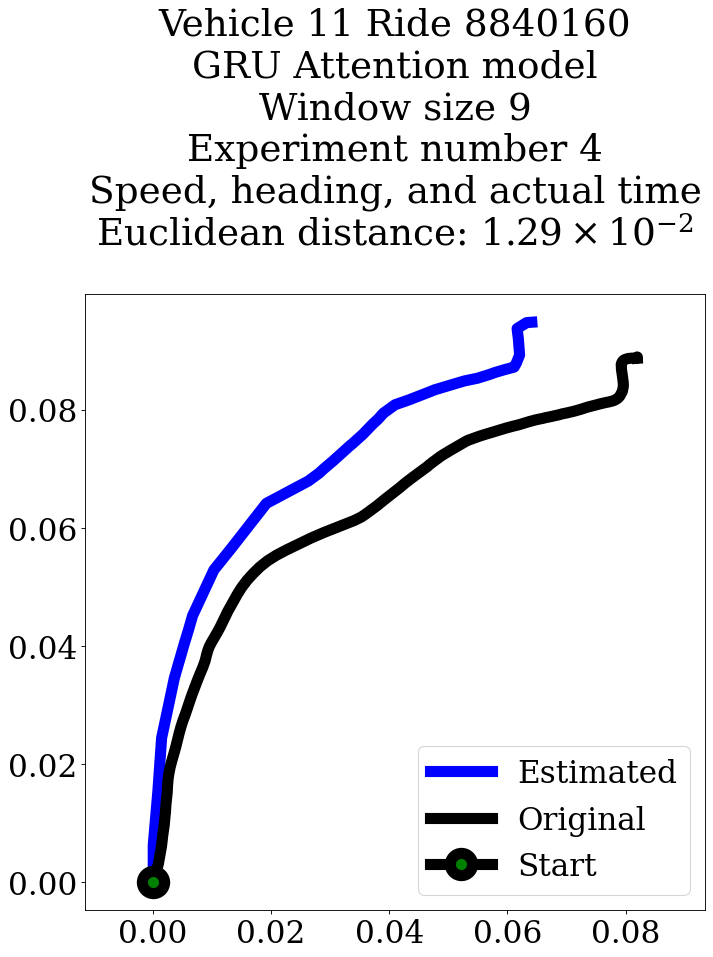 Vehicle 11 Ride 8840160
GRU Attention model
Window size 9
Experiment number 4
Speed, heading, and actual time
Euclidean distance: 1.29 × 10⁻²
0.08
0.06
0.04
0.02
0.00
Estimated
Original
Start
0.00 0.02 0.04 0.06 0.08